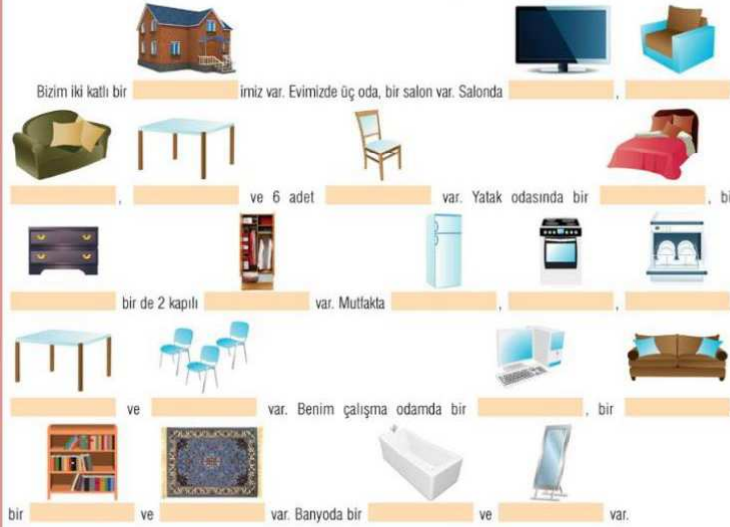 Bizim iki katlı bir imiz var. Evimizde üç oda, bir salon var. Salonda ,
, ve 6 adet var. Yatak odasında bir , bi
bir de 2 kapılı var. Mutfakta , ,
ve var. Benim çalışma odamda bir , bir
bir ve var. Banyoda bir ve var.